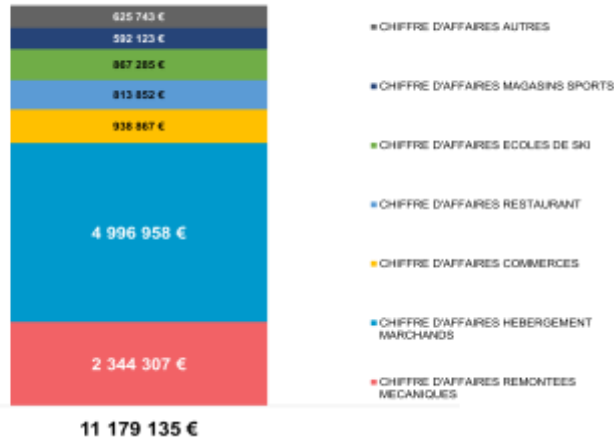 625 743 €
592 123 €
867 285 €
813 852 €
938 867 €
4 996 958 €
2 344 307 €
11 179 135 €
CHIFFRE D'AFFAIRES AUTRES
CHIFFRE D'AFFAIRES MAGASINS SPORTS
CHIFFRE D'AFFAIRES ECOLES DE SKI
CHIFFRE D'AFFAIRES RESTAURANT
CHIFFRE D'AFFAIRES COMMERCES
CHIFFRE D'AFFAIRES HEBERGEMENT
MARCHANDS
CHIFFRE D'AFFAIRES REMONTEES
MECANIQUES